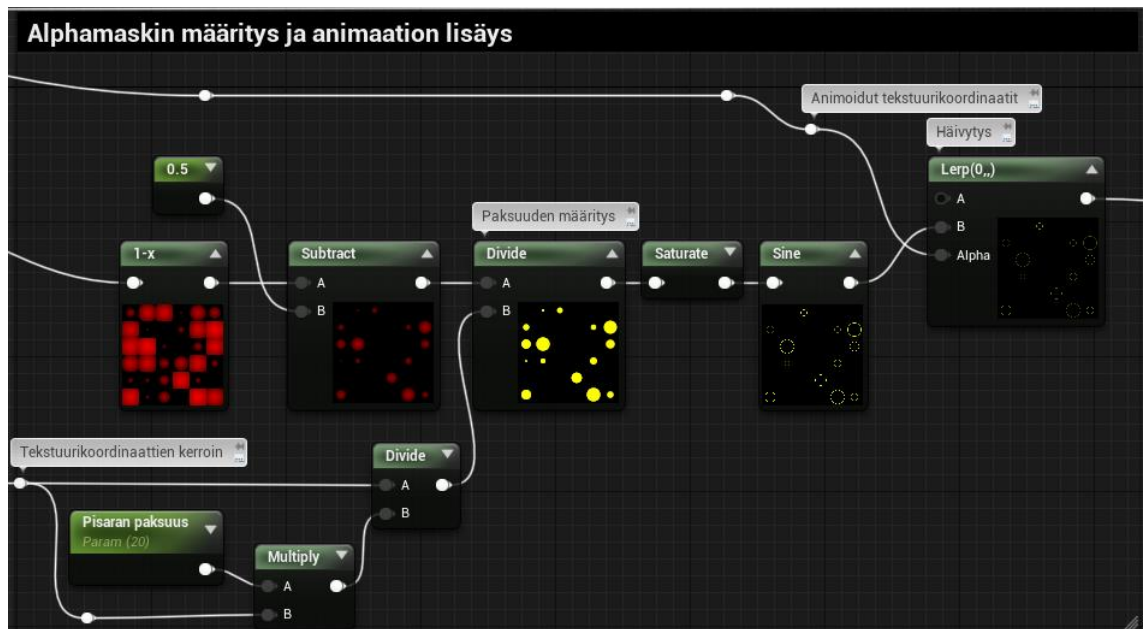 Alphamaskin määritys ja animaation lisäys
Animoidut tekstuurikoordinaatit
Häivytys
Lerp(0,,)
A
B
Alpha
0.5
Paksuuden määritys
1-x
Subtract
A
B
Divide
A
B
Saturate
Sine
Tekstuurikoordinaattien kerroin
Divide
A
B
Pisaran paksuus
Param (20)
Multiply
A
B